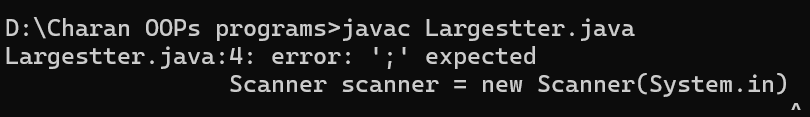 D:\Charan OOPs programs>javac Largestter.java
Largestter.java:4: error: ';' expected
Scanner scanner = new Scanner(System.in)
^